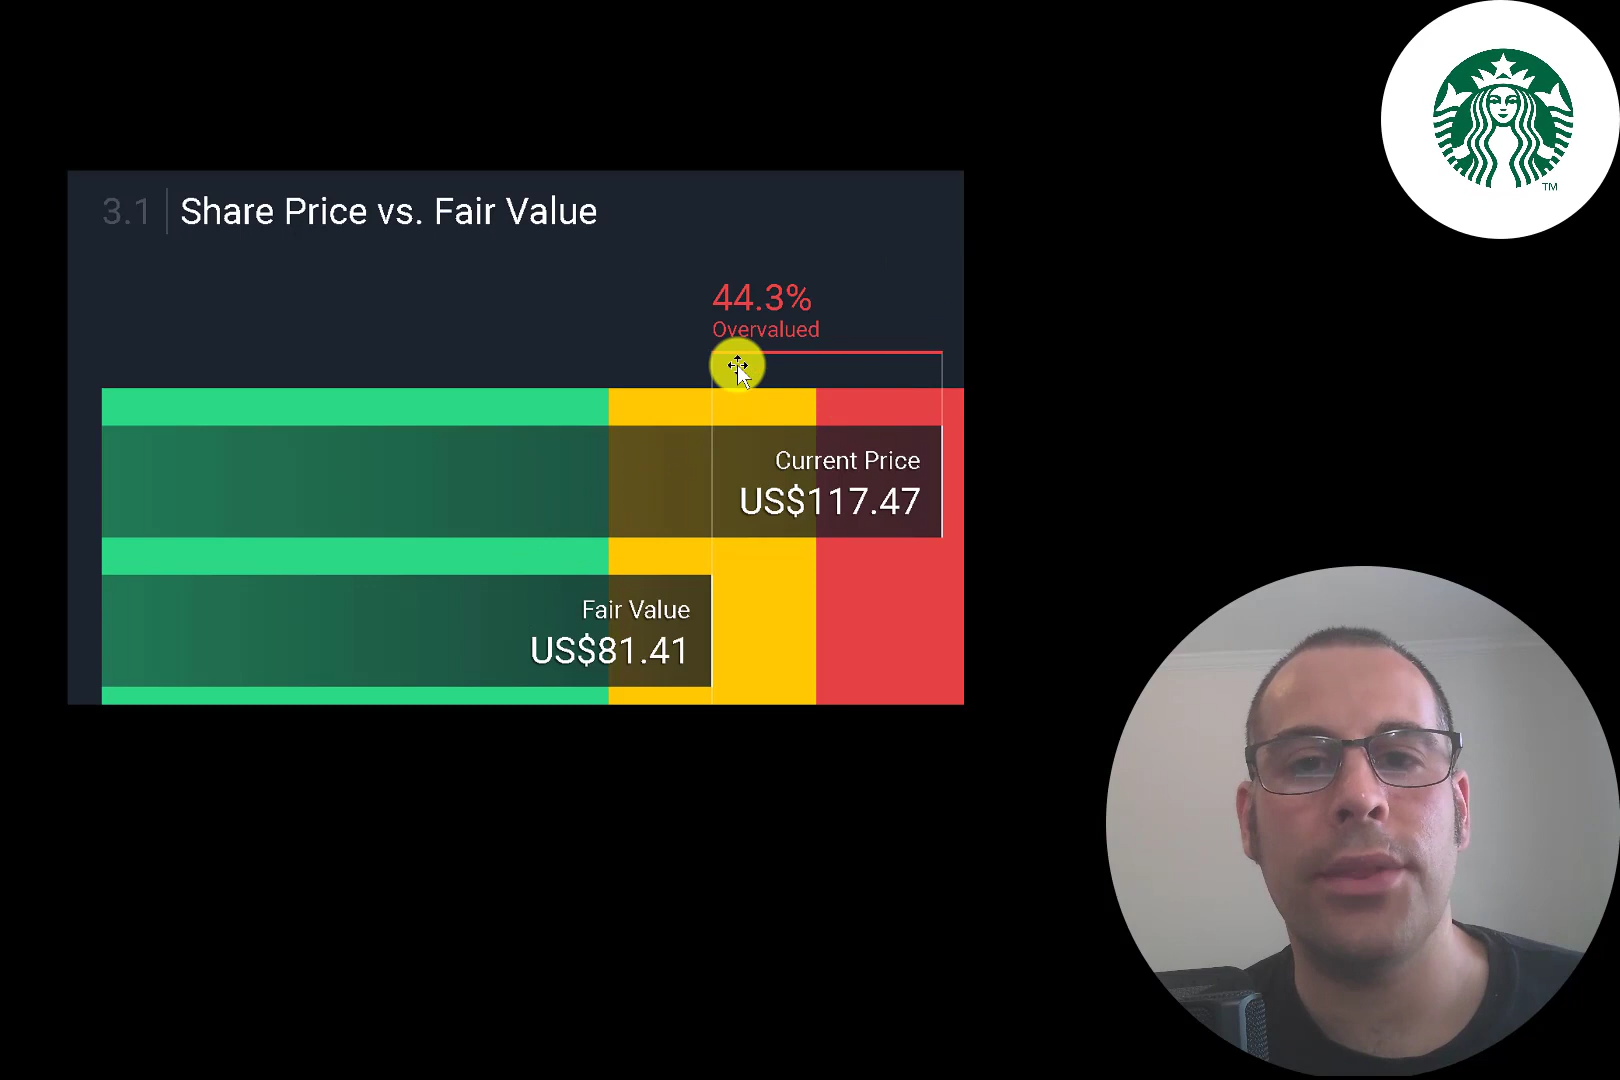 3.1 Share Price vs. Fair Value
44.3%
Overvalued
Current Price
US$117.47
Fair Value
US$81.41
TM